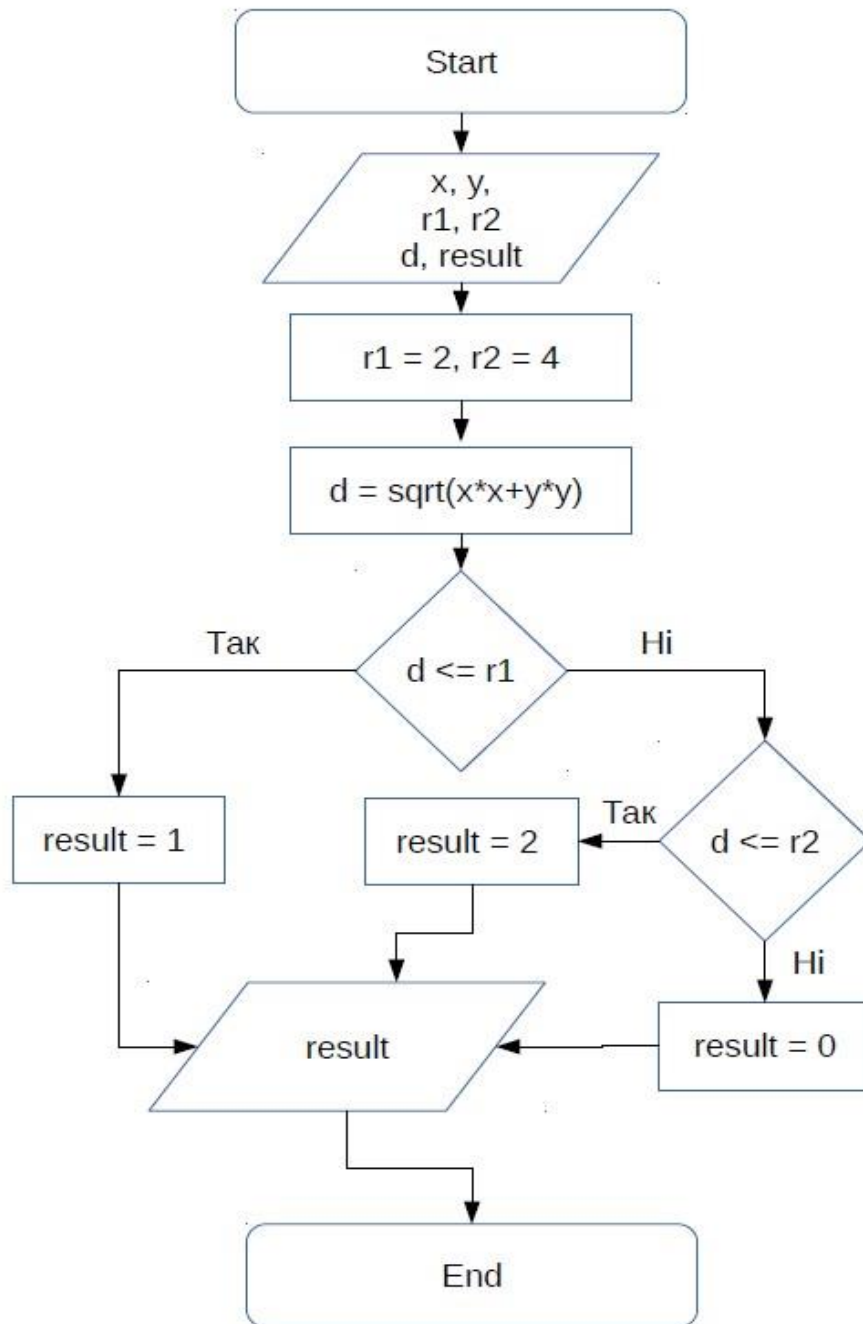 Start
x, y,
r1, r2
d, result
r1 = 2, r2 = 4
d = sqrt(x*x+y*y)
d <= r1
Так
Ні
result = 1
result = 2
Так
d <= r2
Ні
result = 0
result
End